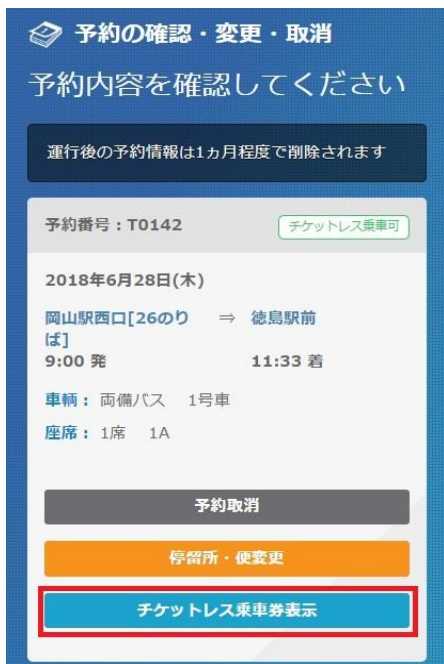 予約の確認・変更・取消
予約内容を確認してください
運行後の予約情報は1ヵ月程度で削除されます
予約番号：T0142 チケットレス乗車可
2018年6月28日(木)
岡山駅西口[26のり ⇒ 徳島駅前
ば]
9:00 発 11:33 着
車輌： 両備バス 1号車
座席： 1席 1A
予約取消
停留所・便変更
チケットレス乗車券表示